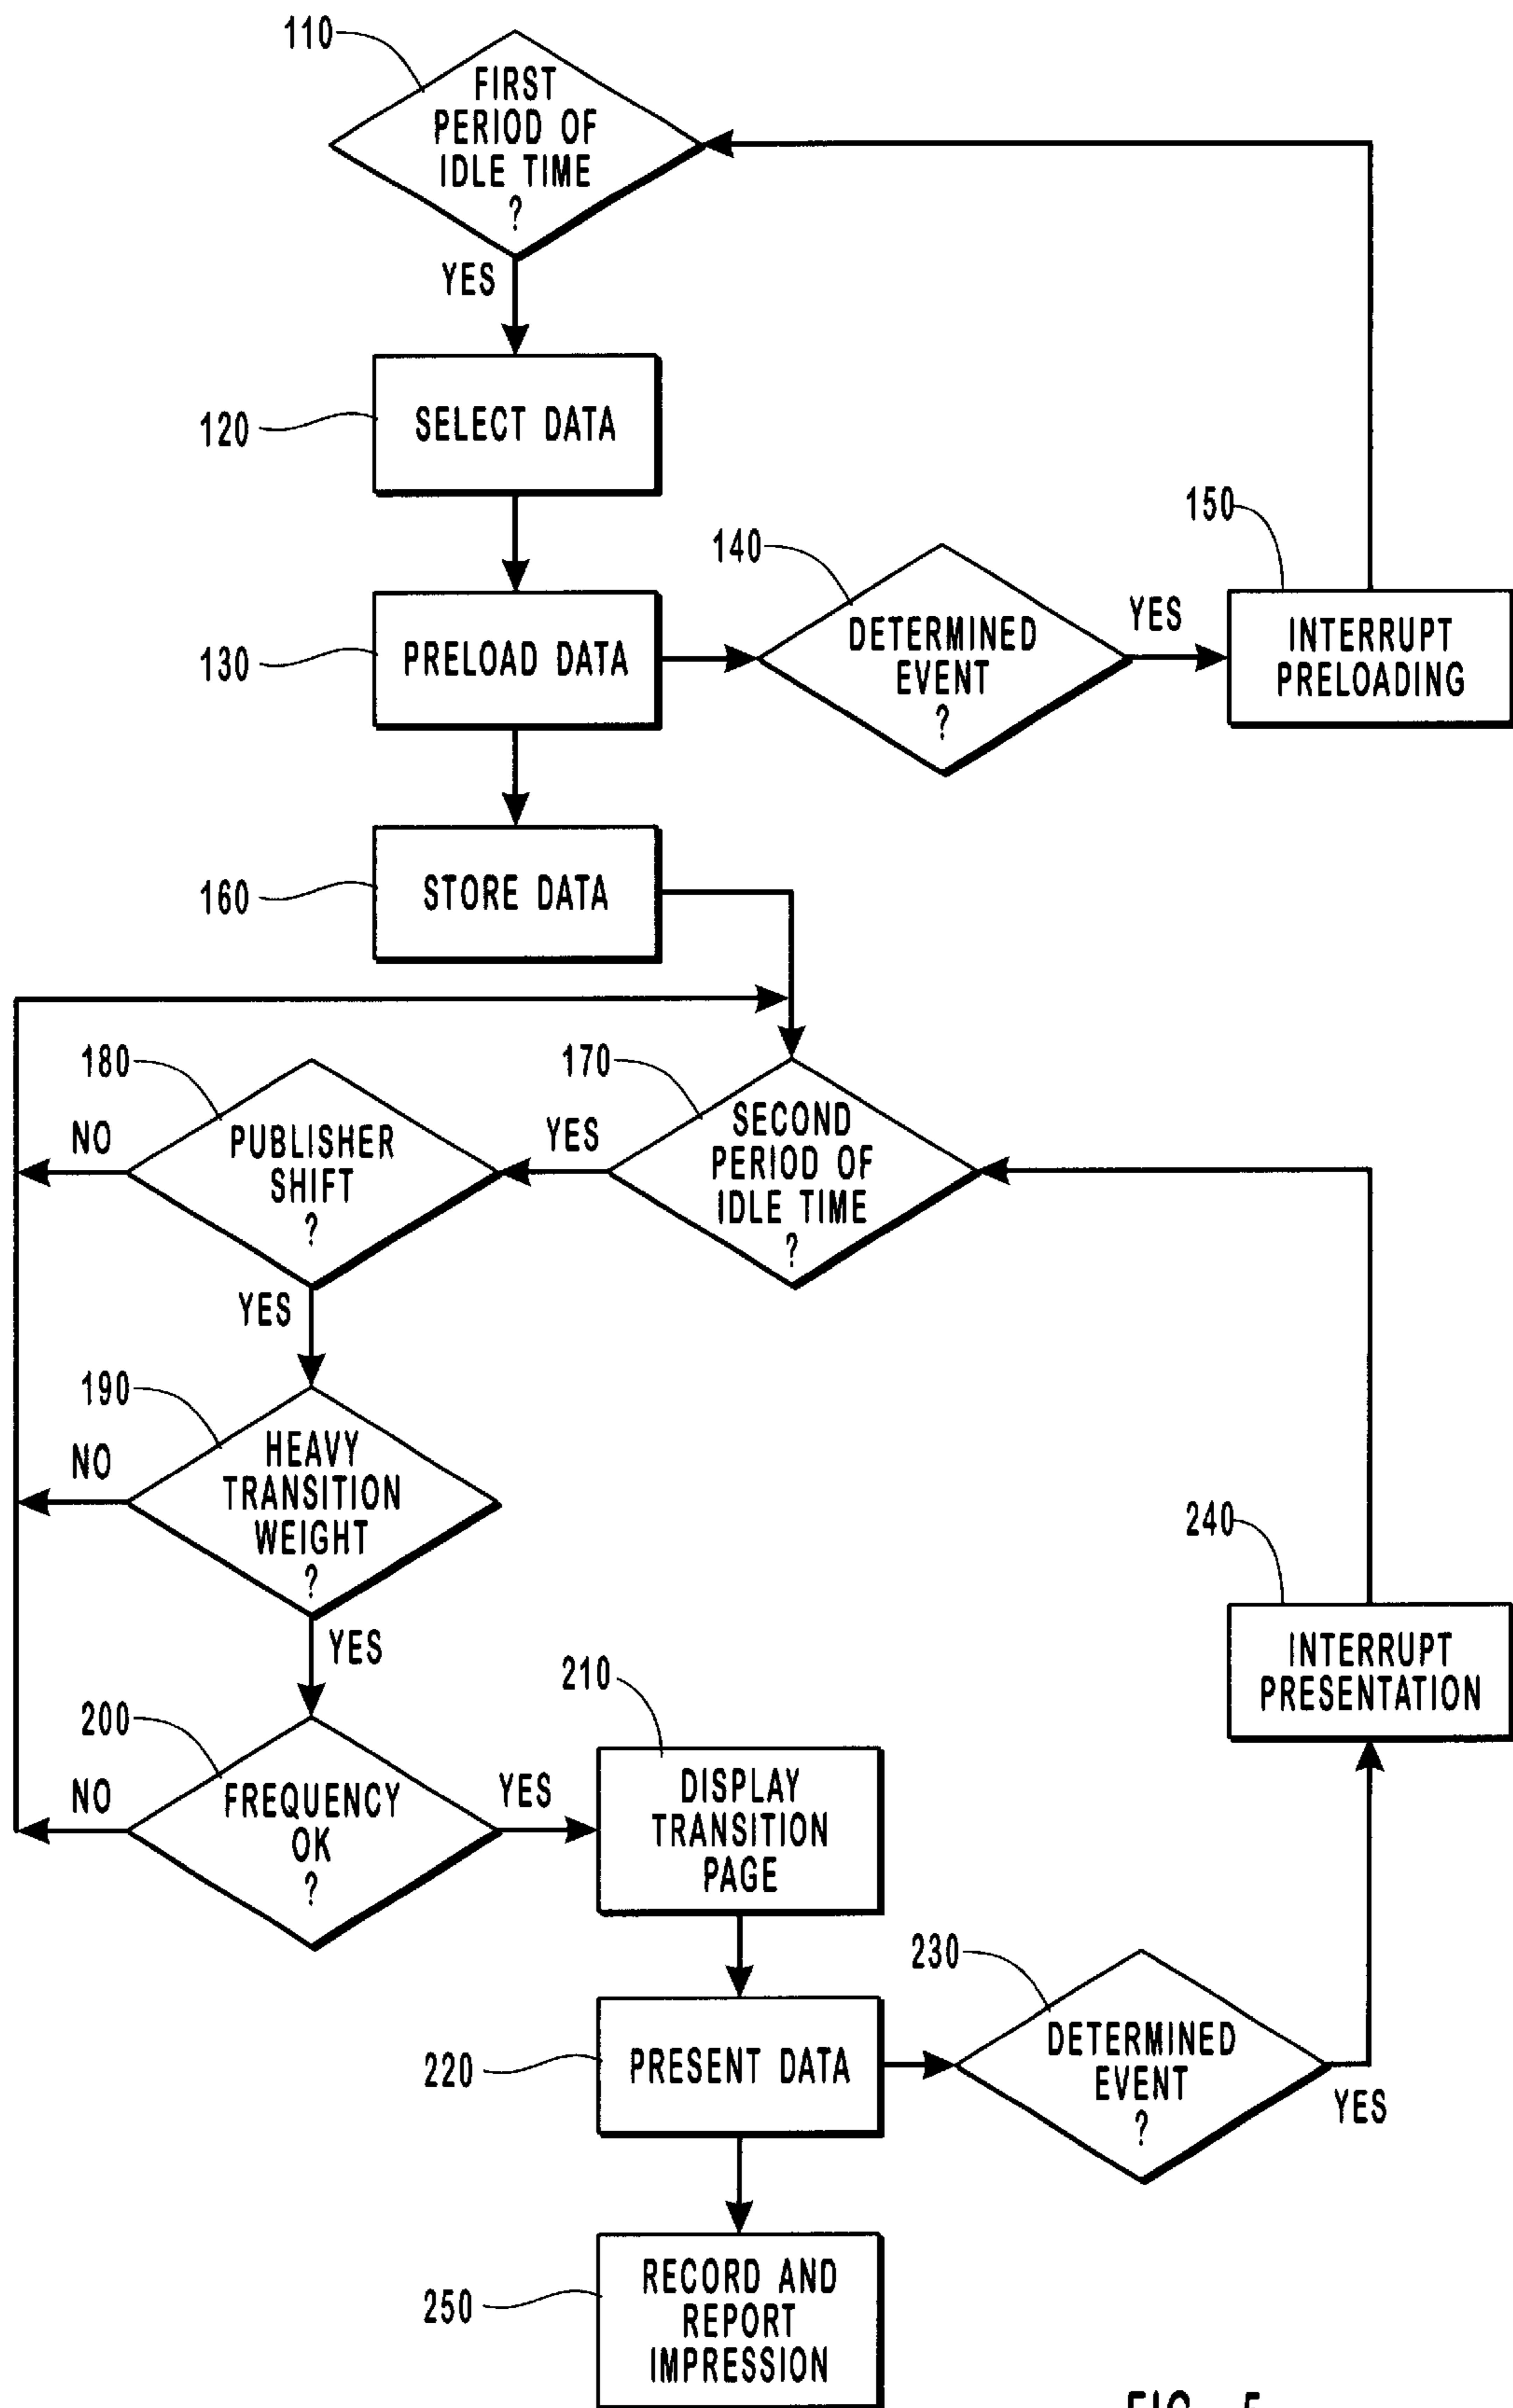 110
FIRST
PERIOD OF
IDLE TIME
?
YES
120
SELECT DATA
130
PRELOAD DATA
140
DETERMINED
EVENT
?
YES
150
INTERRUPT
PRELOADING
160
STORE DATA
170
SECOND
PERIOD OF
IDLE TIME
?
YES
180
PUBLISHER
SHIFT
?
NO
YES
190
HEAVY
TRANSITION
WEIGHT
?
NO
YES
200
FREQUENCY
OK
?
NO
YES
210
DISPLAY
TRANSITION
PAGE
220
PRESENT DATA
230
DETERMINED
EVENT
?
YES
240
INTERRUPT
PRESENTATION
250
RECORD AND
REPORT
IMPRESSION
FIG. 5